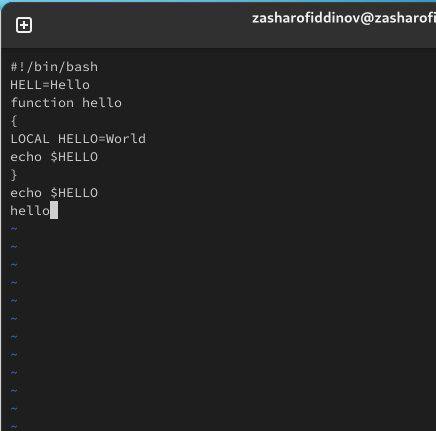 zasharofiddinov@zasharofi
#!/bin/bash
HELL=Hello
function hello
{
LOCAL HELLO=World
echo $HELLO
}
echo $HELLO
hello
~
~
~
~
~
~
~
~
~
~
~
~